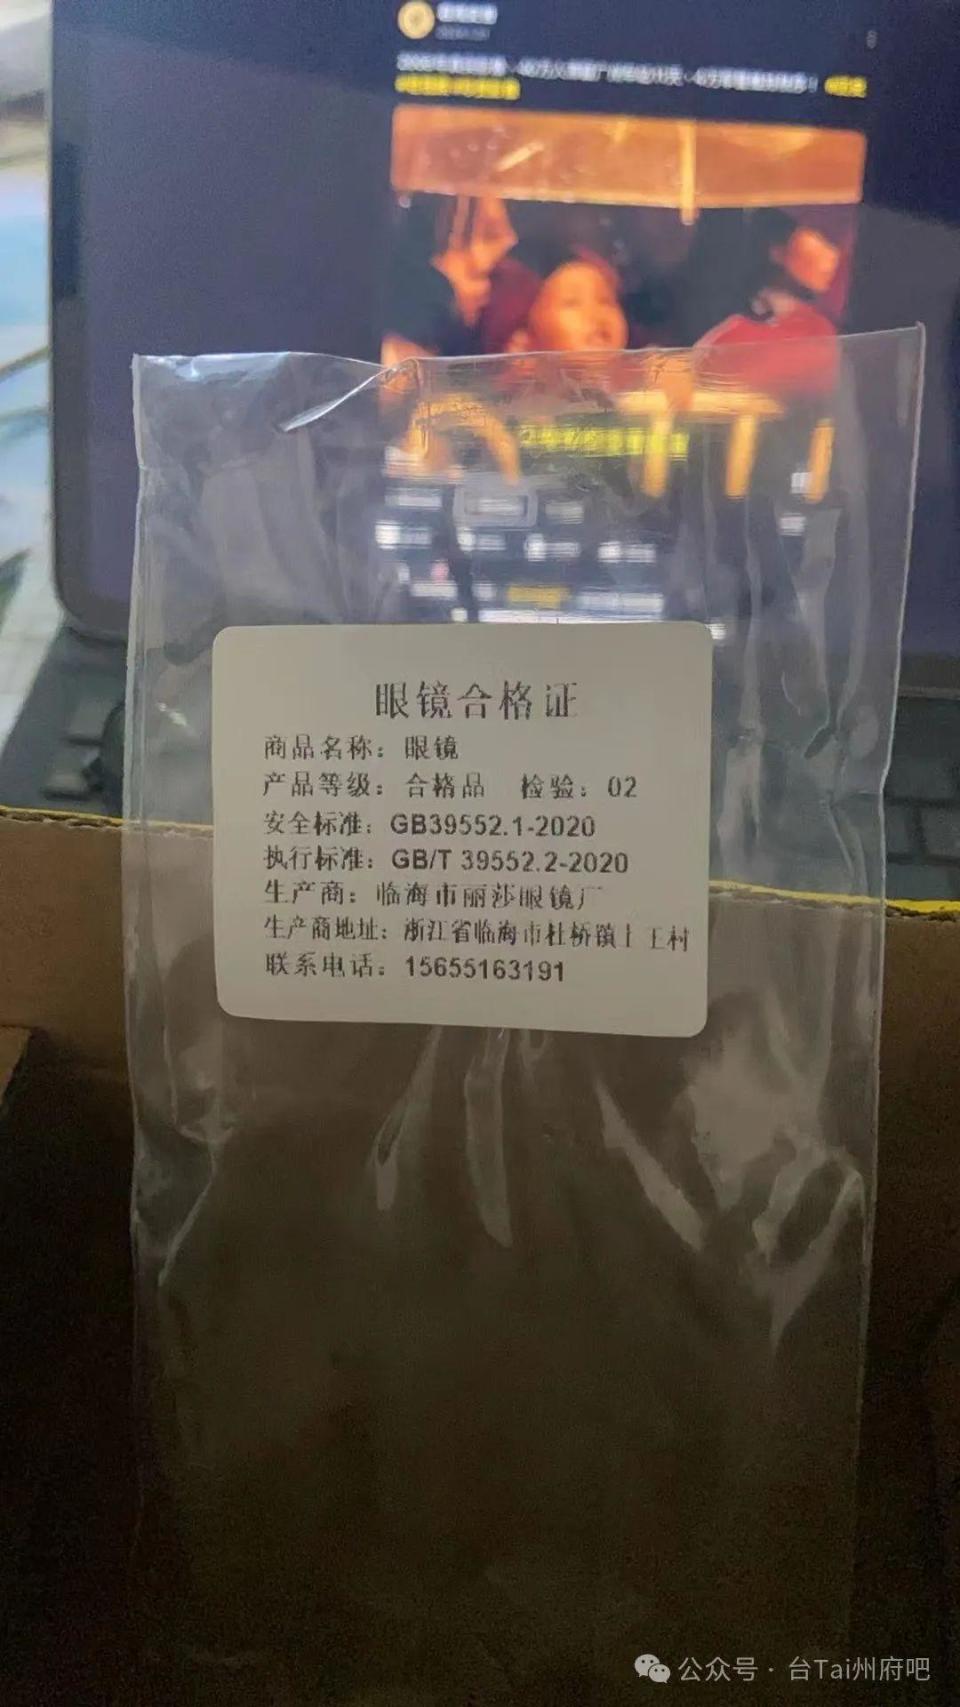 眼镜合格证
商品名称：眼镜
产品等级：合格品 检验：02
安全标准：GB39552.1-2020
执行标准：GB/T 39552.2-2020
生产商：临海市丽莎眼镜厂
生产商地址：浙江省临海市杜桥镇上王村
联系电话：15655163191
公众号 · 台Tai州府吧